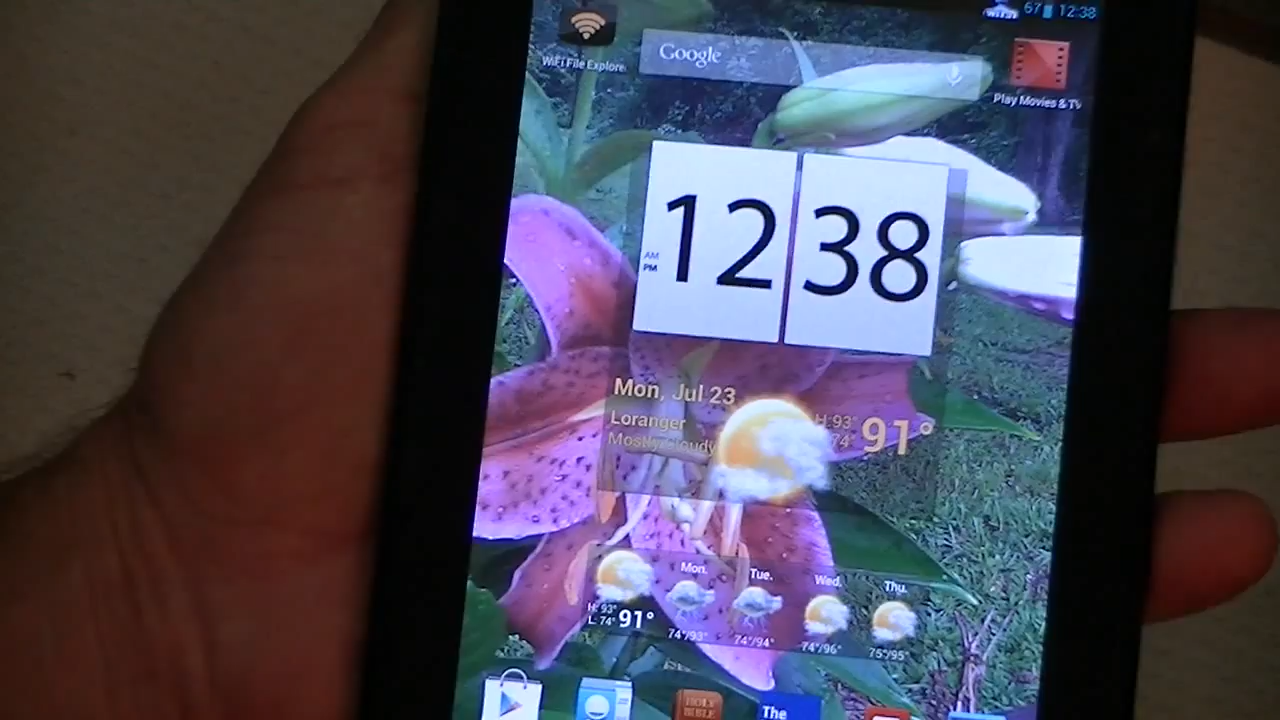 67 12:38
WiFi File Explore
Google
Play Movies & TV
12 38
AM
PM
Mon, Jul 23
Loranger
Mostly Cloudy
H:93°
74°
91°
Mon.
Tue.
Wed.
Thu.
H: 93°
L: 74°
91°
74°/93°
74°/94°
74°/96°
75°/95°
HOLY
BIBLE
The